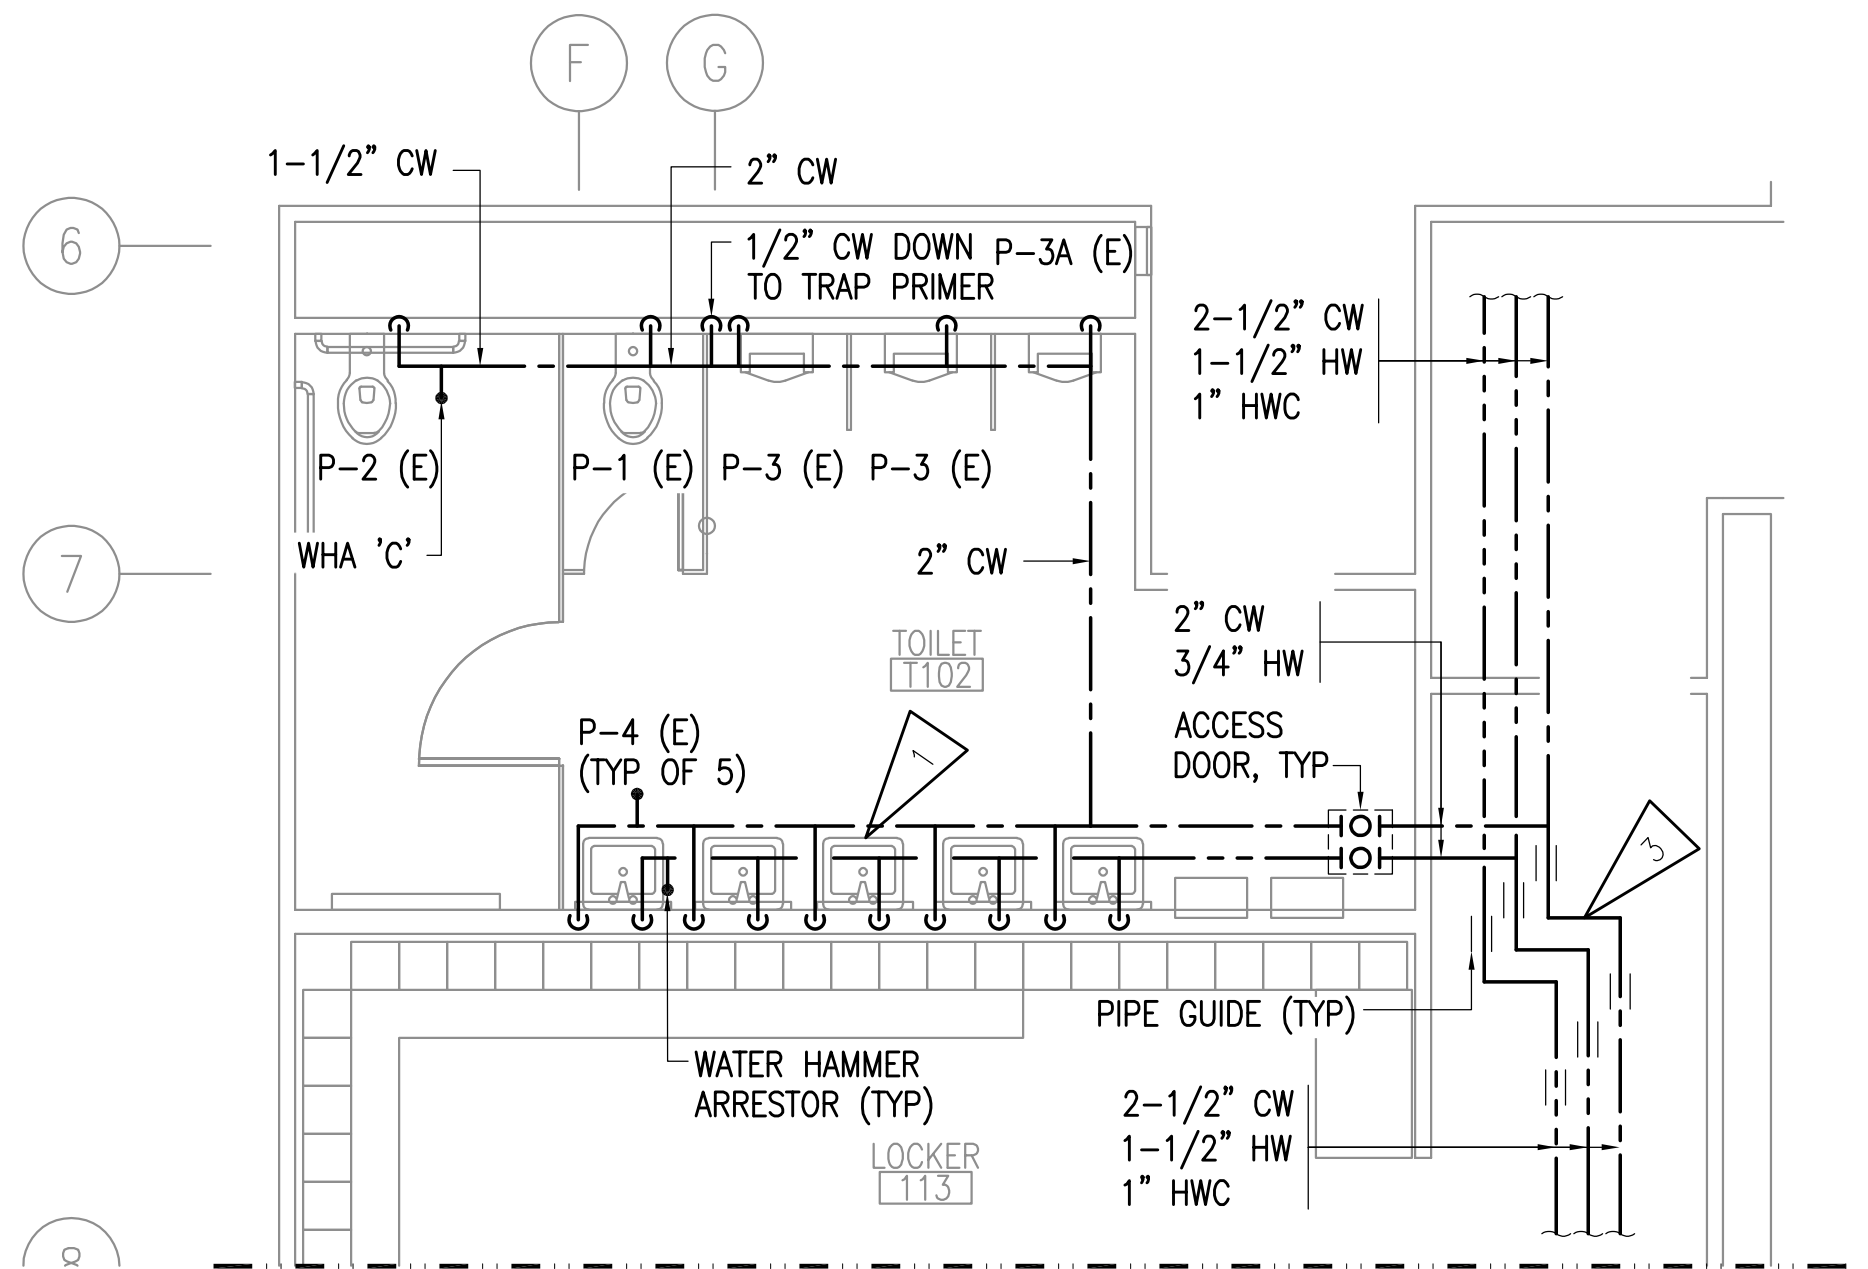 F
G
1-1/2" CW
2" CW
6
1/2" CW DOWN
TO TRAP PRIMER
P-3A (E)
2-1/2" CW
1-1/2" HW
1" HWC
P-2 (E)
P-1 (E)
P-3 (E)
P-3 (E)
WHA 'C'
7
2" CW
2" CW
3/4" HW
TOILET
T102
P-4 (E)
(TYP OF 5)
1
ACCESS
DOOR, TYP
3
PIPE GUIDE (TYP)
WATER HAMMER
ARRESTOR (TYP)
2-1/2" CW
1-1/2" HW
1" HWC
LOCKER
113
8